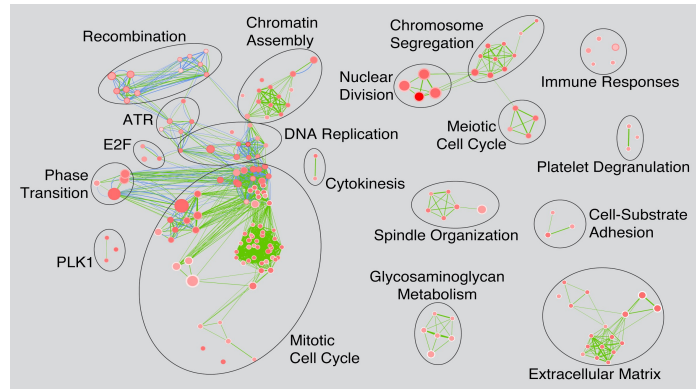 Recombination
Chromatin
Assembly
Chromosome
Segregation
Nuclear
Division
Immune Responses
ATR
E2F
DNA Replication
Meiotic
Cell Cycle
Platelet Degranulation
Phase
Transition
Cytokinesis
Spindle Organization
Cell-Substrate
Adhesion
PLK1
Glycosaminoglycan
Metabolism
Mitotic
Cell Cycle
Extracellular Matrix